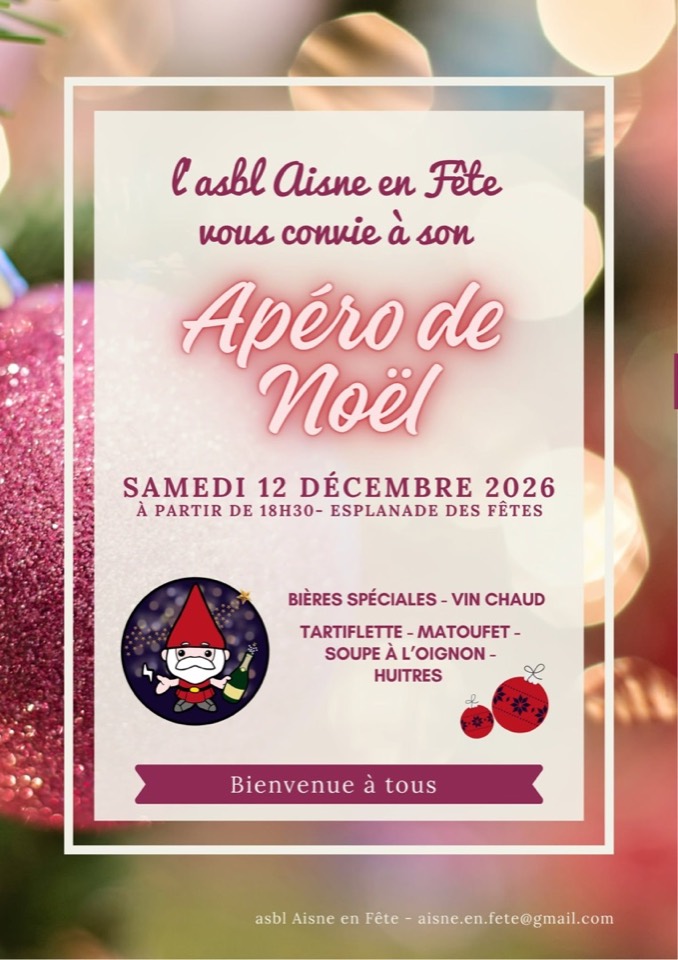 l'asbl Aisne en Fête
vous convie à son
Apéro de
Noël
SAMEDI 12 DÉCEMBRE 2026
À PARTIR DE 18H30- ESPLANADE DES FÊTES
BIÈRES SPÉCIALES - VIN CHAUD
TARTIFLETTE - MATOUFET -
SOUPE À L'OIGNON -
HUITRES
Bienvenue à tous
asbl Aisne en Fête - aisne.en.fete@gmail.com